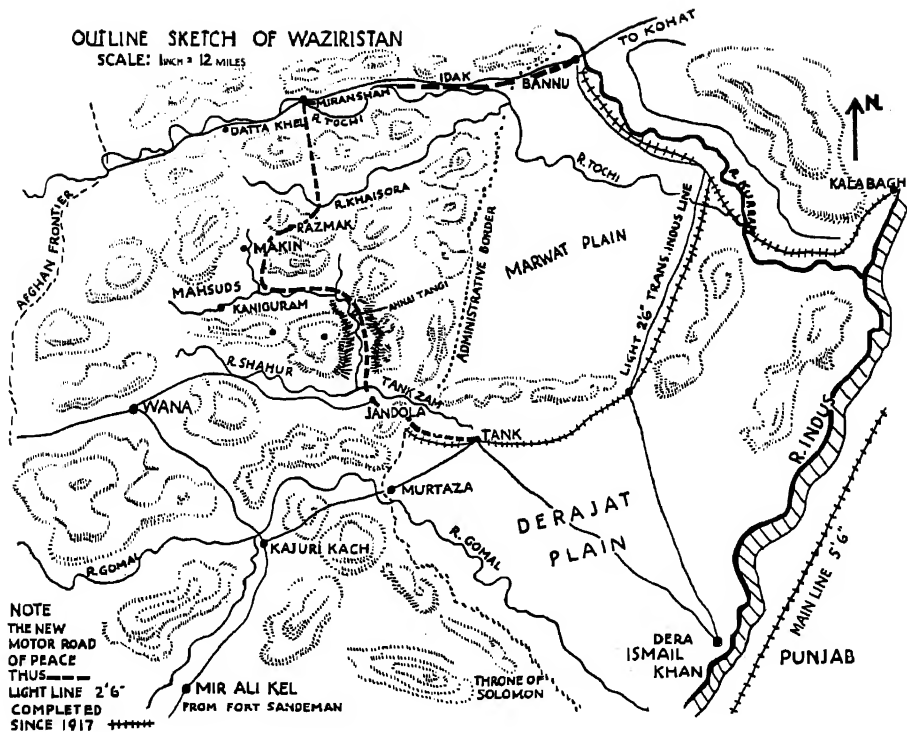 OUTLINE SKETCH OF WAZIRISTAN
SCALE: 1 INCH = 12 MILES
TO KOHAT
IDAK
BANNU
MIRANSHAH
N.
DATTA KHEL
R. TOCHI
R. TOCHI
KALABAGH
R. KURRAM
AFGHAN FRONTIER
R. KHAISORA
RAZMAK
MAKIN
MARWAT PLAIN
ADMINISTRATIVE BORDER
LIGHT 2'6" TRANS. INDUS LINE
MAHSUDS
KANIGURAM
AHNAI TANGI
R. SHAHUR
TANK ZAM
WANA
JANDOLA
TANK
R. INDUS
MURTAZA
DERAJAT
PLAIN
R. GOMAL
KAJURI KACH
R. GOMAL
MAIN LINE 5'6"
NOTE
THE NEW
MOTOR ROAD
OF PEACE
THUS
LIGHT LINE 2'6"
COMPLETED
SINCE 1917
DERA
ISMAIL
KHAN
PUNJAB
THRONE OF
SOLOMON
MIR ALI KEL
FROM FORT SANDEMAN